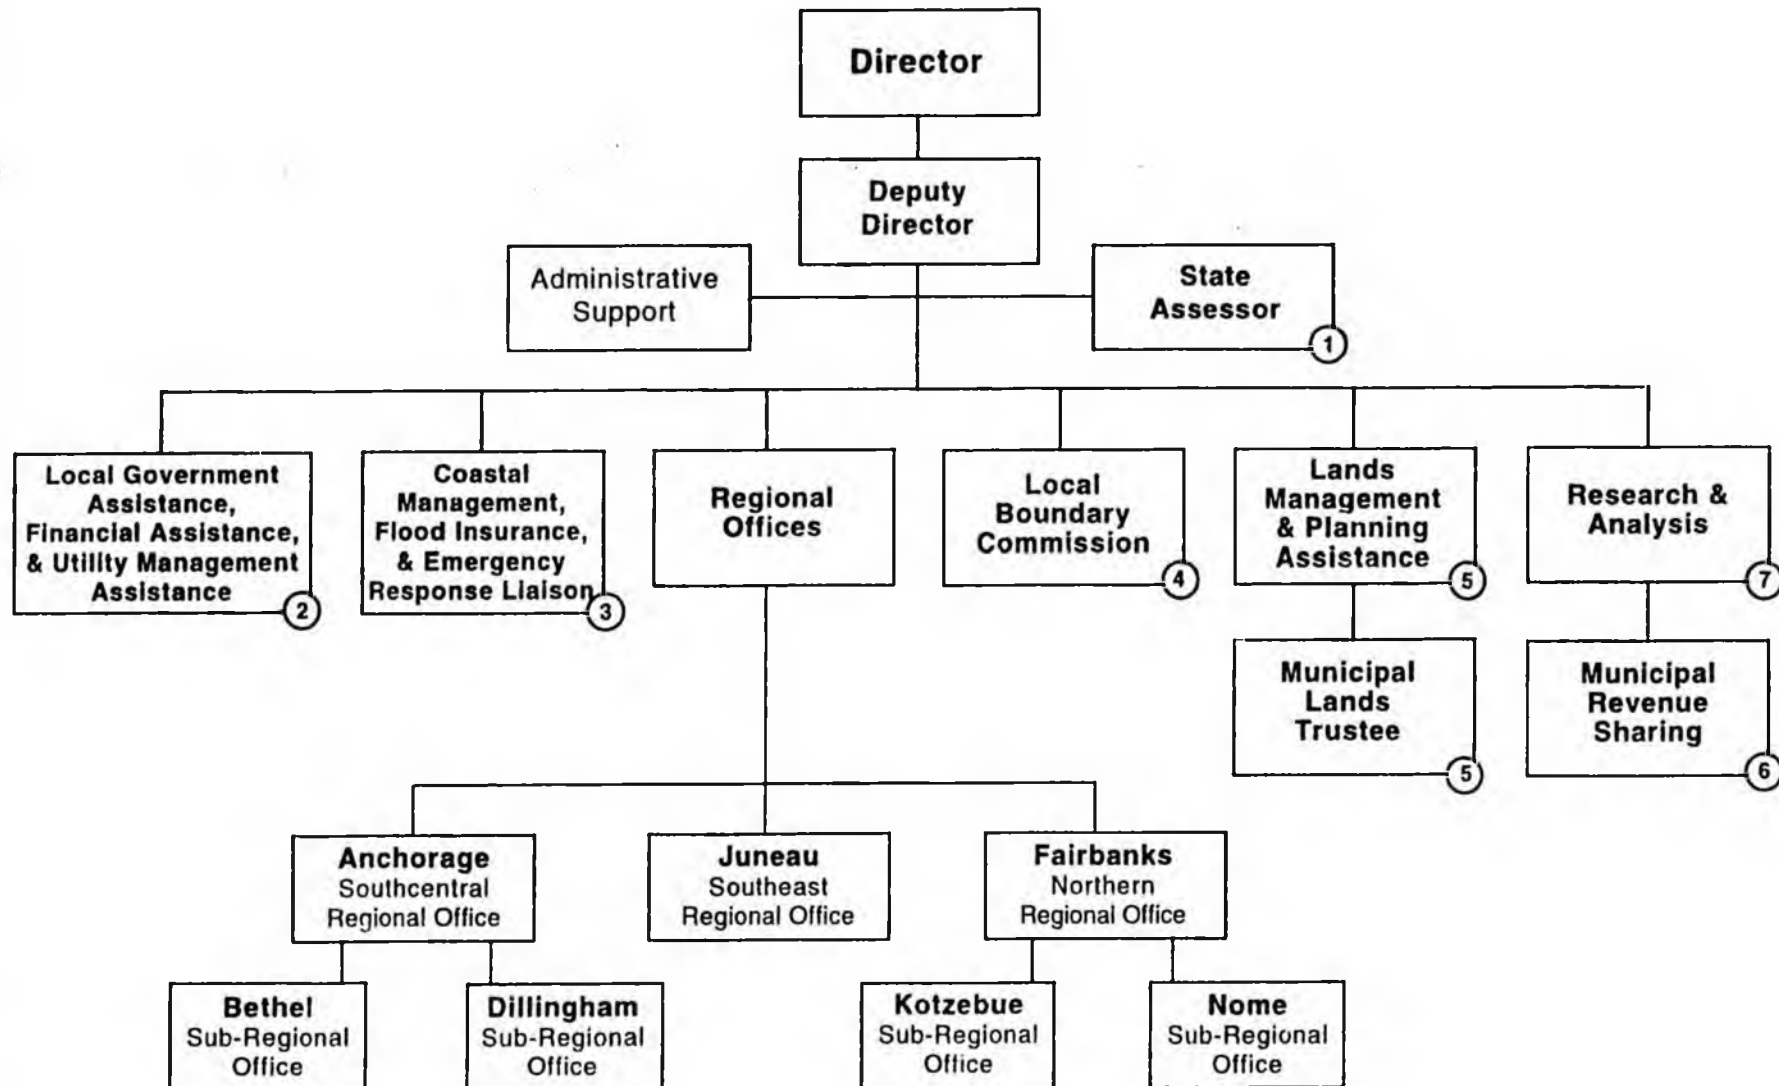 Director
Deputy
Director
Administrative
Support
State
Assessor
1
Local Government
Assistance,
Financial Assistance,
& Utility Management
Assistance
2
Coastal
Management,
Flood Insurance,
& Emergency
Response Liaison
3
Regional
Offices
Local
Boundary
Commission
4
Lands
Management
& Planning
Assistance
5
Research &
Analysis
7
Municipal
Lands
Trustee
5
Municipal
Revenue
Sharing
6
Anchorage
Southcentral
Regional Office
Juneau
Southeast
Regional Office
Fairbanks
Northern
Regional Office
Bethel
Sub-Regional
Office
Dillingham
Sub-Regional
Office
Kotzebue
Sub-Regional
Office
Nome
Sub-Regional
Office